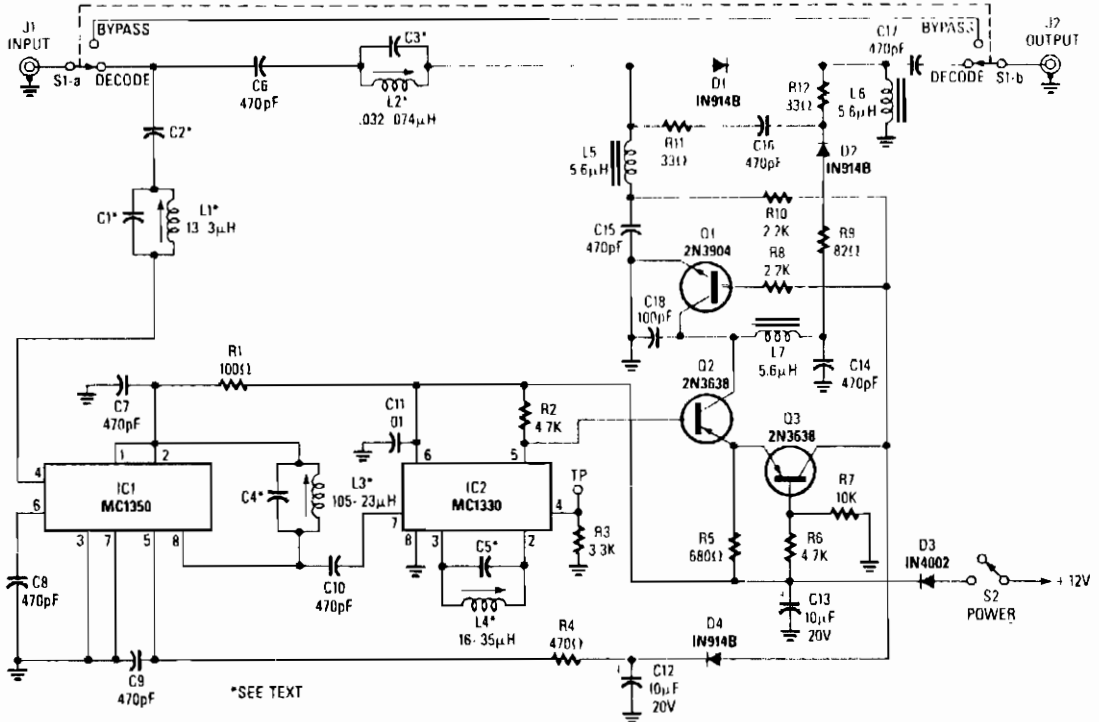 J1
INPUT
BYPASS
S1-a
DECODE
C6
470pF
C3*
L2*
.032 .074µH
D1
IN914B
R12
33Ω
C17
470pF
BYPASS
DECODE
S1-b
J2
OUTPUT
L6
5.6µH
C2*
C1*
L1*
13 3µH
L5
5.6µH
R11
33Ω
C16
470pF
D2
IN914B
C15
470pF
Q1
2N3904
R10
2.2K
R8
2.7K
R9
82Ω
C18
100pF
L7
5.6µH
C14
470pF
R1
100Ω
C7
470pF
C11
01
R2
4.7K
Q2
2N3638
Q3
2N3638
1
2
4
IC1
MC1350
6
3
7
5
8
C4*
L3*
105-23µH
6
5
IC2
MC1330
7
4
8
3
2
TP
R3
3.3K
C5*
L4*
16-35µH
C10
470pF
C8
470pF
R7
10K
R5
680Ω
R6
4.7K
D3
IN4002
S2
POWER
+12V
+
C13
10µF
20V
C9
470pF
*SEE TEXT
R4
470Ω
D4
IN914B
+
C12
10µF
20V